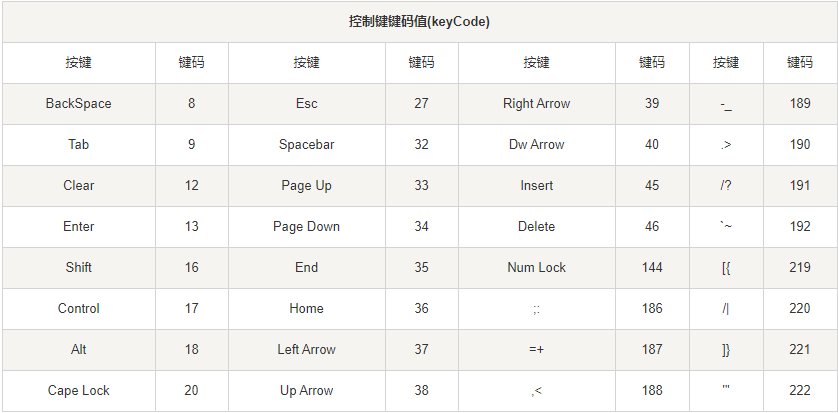 控制键键码值(keyCode)
按键 键码 按键 键码 按键 键码 按键 键码
BackSpace 8 Esc 27 Right Arrow 39 -_ 189
Tab 9 Spacebar 32 Dw Arrow 40 .> 190
Clear 12 Page Up 33 Insert 45 /? 191
Enter 13 Page Down 34 Delete 46 `~ 192
Shift 16 End 35 Num Lock 144 [{ 219
Control 17 Home 36 ;: 186 /| 220
Alt 18 Left Arrow 37 =+ 187 ]} 221
Cape Lock 20 Up Arrow 38 ,< 188 '" 222